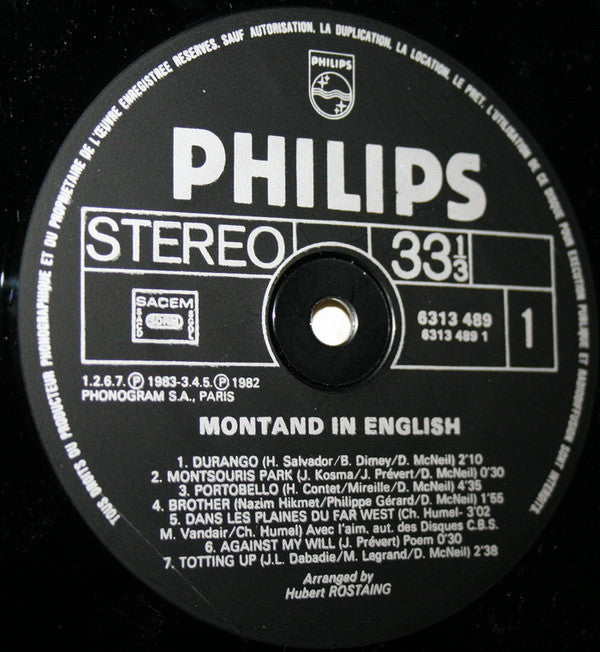 TOUS DROITS DU PRODUCTEUR PHONOGRAPHIQUE ET DU PROPRIETAIRE DE L'ŒUVRE ENREGISTREE RESERVES. SAUF AUTORISATION, LA DUPLICATION, LA LOCATION, LE PRET, L'UTILISATION DE CE DISQUE POUR EXECUTION PUBLIQUE ET RADIODIFFUSION SONT INTERDITS.
PHILIPS
PHILIPS
STEREO
33 1/3
SACEM
SACD
SDRM
SGDL
6313 489
6313 489 1
1
1.2.6.7. Ⓟ 1983-3.4.5. Ⓟ 1982
PHONOGRAM S.A., PARIS
MONTAND IN ENGLISH
1. DURANGO (H. Salvador/B. Dimey/D. McNeil) 2'10
2. MONTSOURIS PARK (J. Kosma/J. Prévert/D. McNeil) 0'30
3. PORTOBELLO (H. Contet/Mireille/D. McNeil) 4'35
4. BROTHER (Nazim Hikmet/Philippe Gérard/D. McNeil) 1'55
5. DANS LES PLAINES DU FAR WEST (Ch. Humel- 3'02
M. Vandair/Ch. Humel) Avec l'aim. aut. des Disques C.B.S.
6. AGAINST MY WILL (J. Prévert) Poem 0'30
7. TOTTING UP (J.L. Dabadie/M. Legrand/D. McNeil) 2'38
Arranged by
Hubert ROSTAING